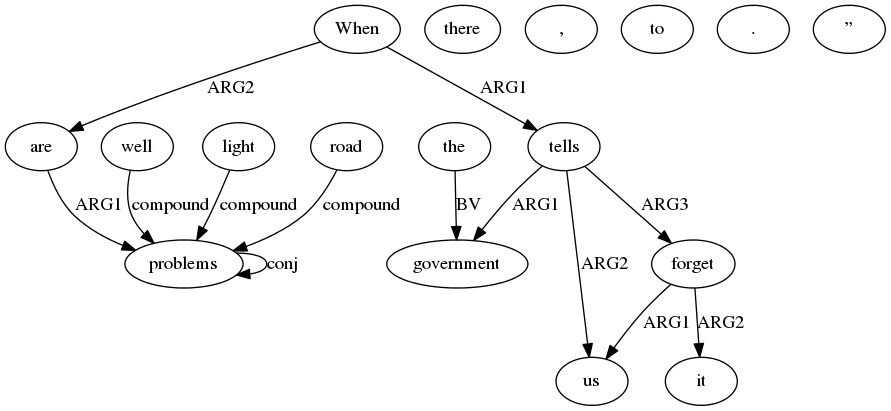 When there , to . ”
ARG2 ARG1
are well light road the tells
ARG1 compound compound compound BV ARG1 ARG2 ARG3
problems conj government forget
ARG1 ARG2
us it